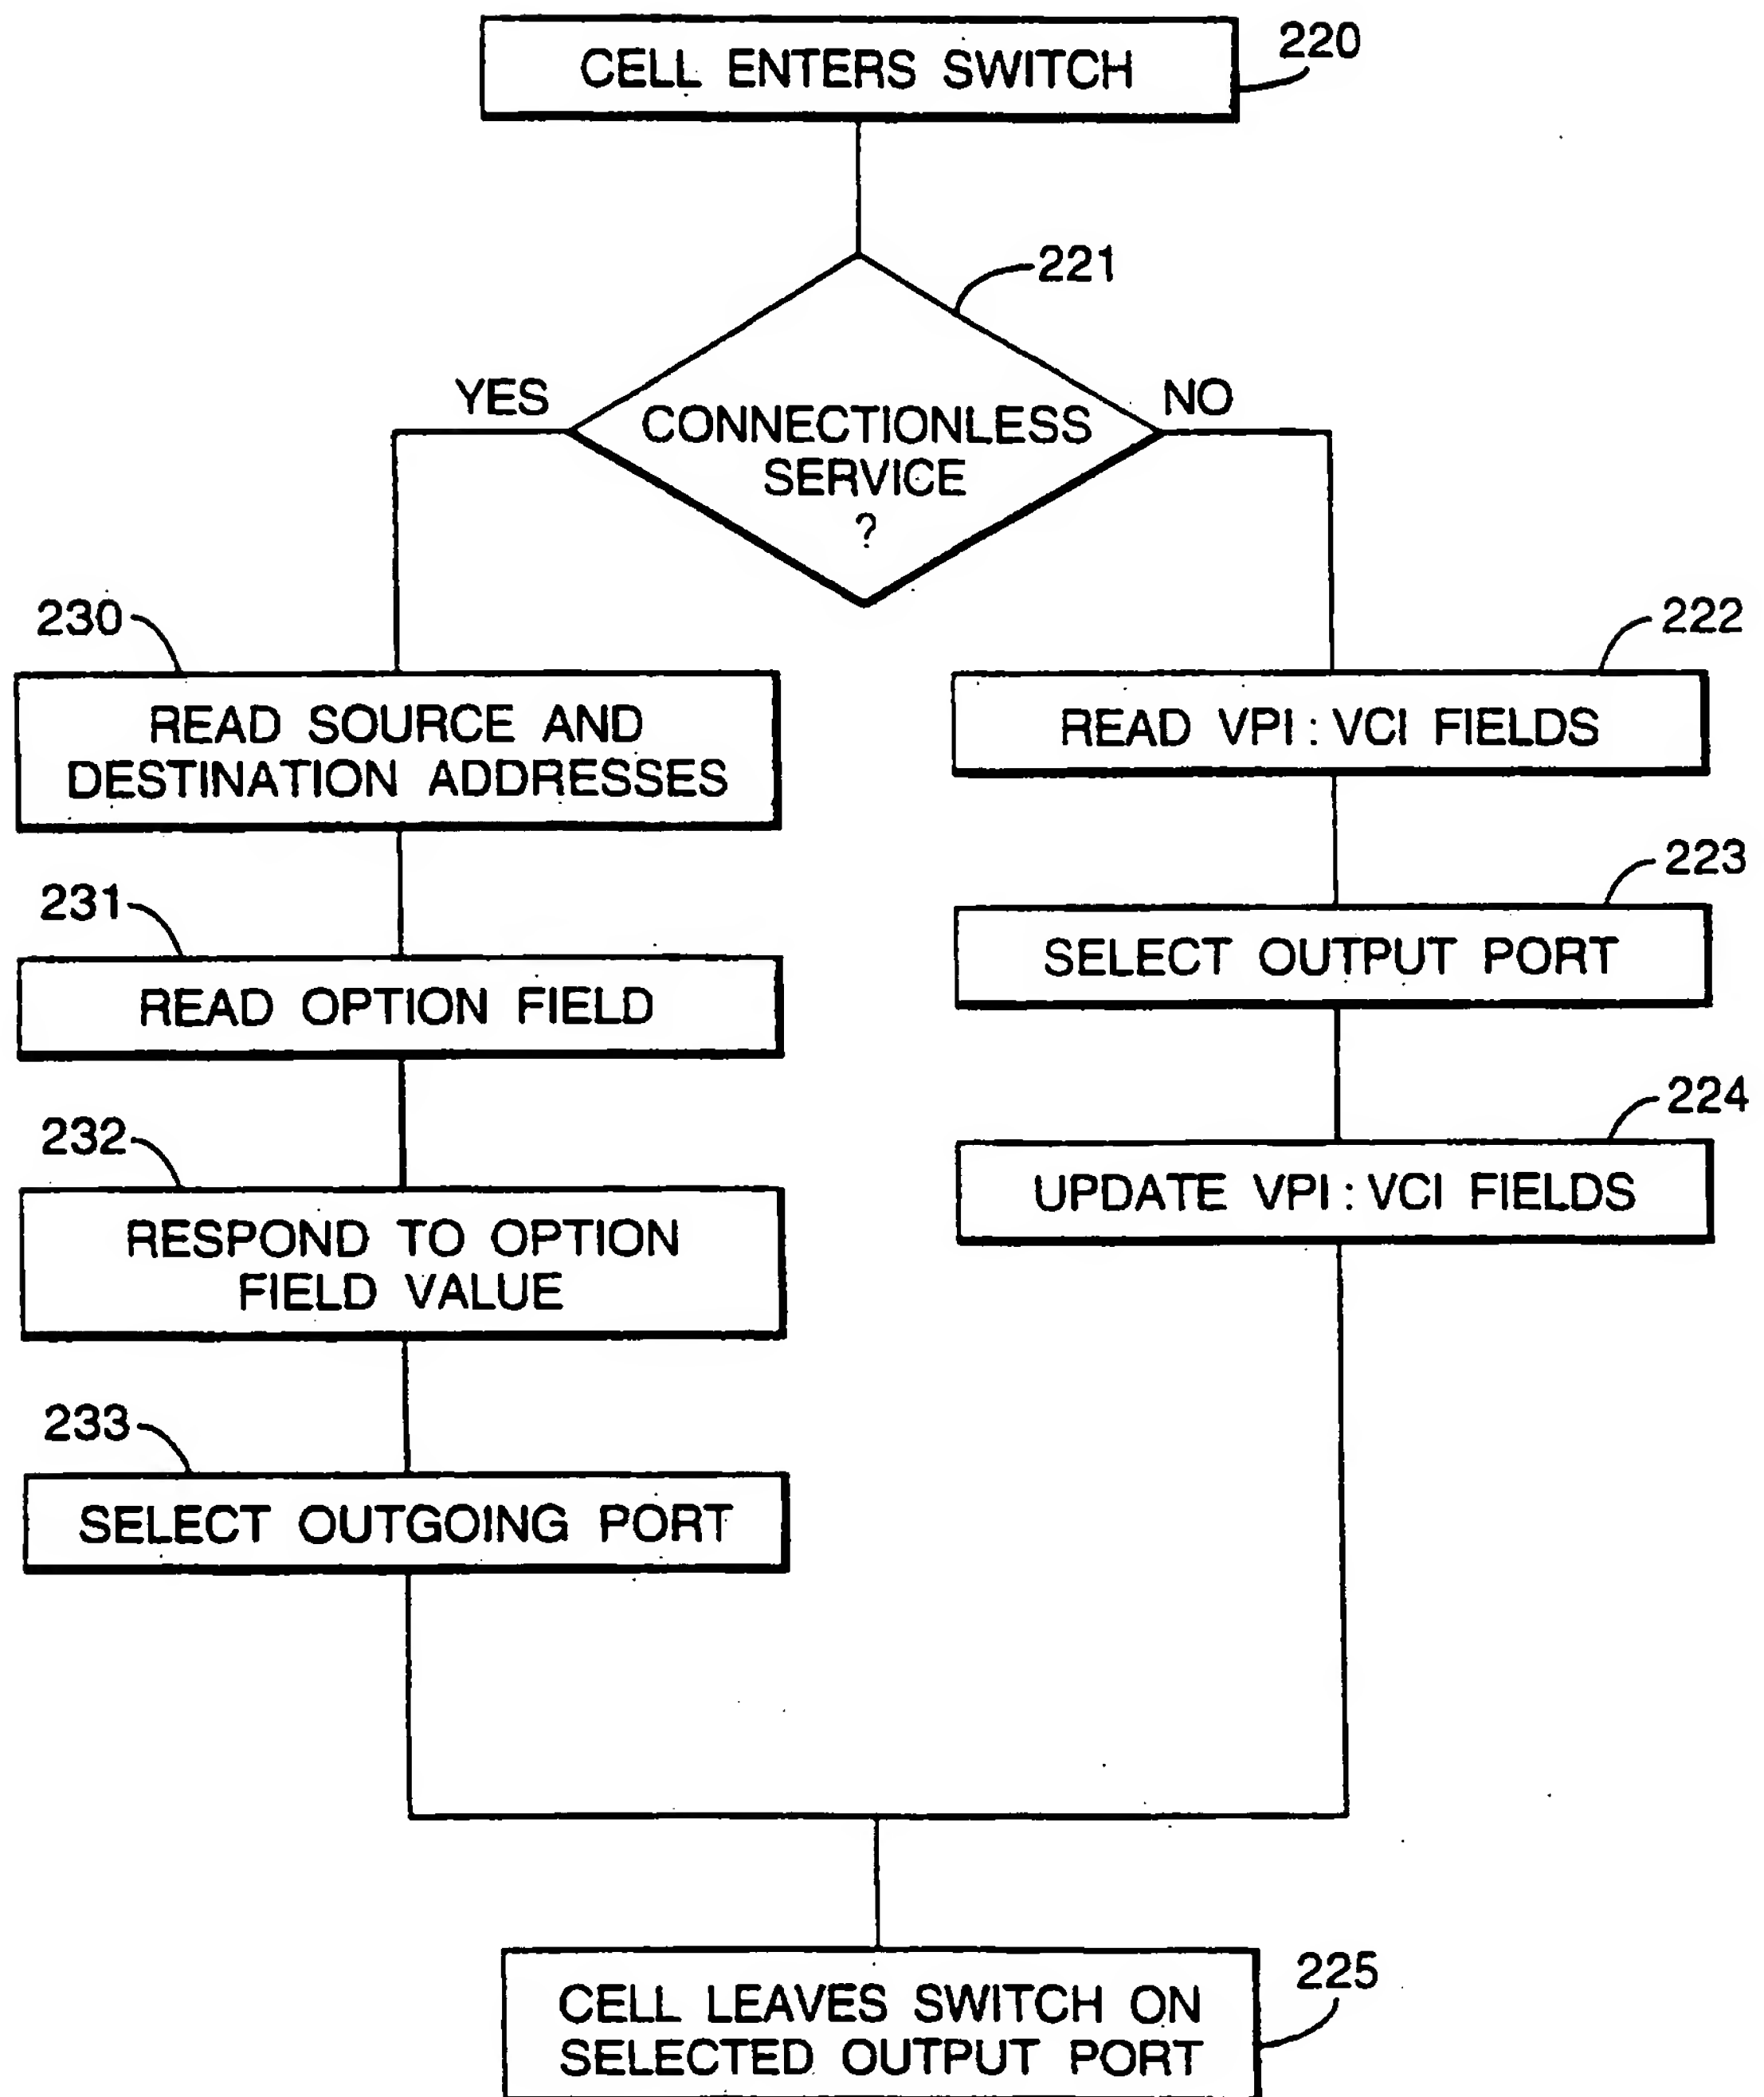 CELL ENTERS SWITCH
220
221
YES
NO
CONNECTIONLESS
SERVICE
?
230
222
READ SOURCE AND
DESTINATION ADDRESSES
READ VPI : VCI FIELDS
231
223
READ OPTION FIELD
SELECT OUTPUT PORT
232
224
RESPOND TO OPTION
FIELD VALUE
UPDATE VPI : VCI FIELDS
233
SELECT OUTGOING PORT
225
CELL LEAVES SWITCH ON
SELECTED OUTPUT PORT